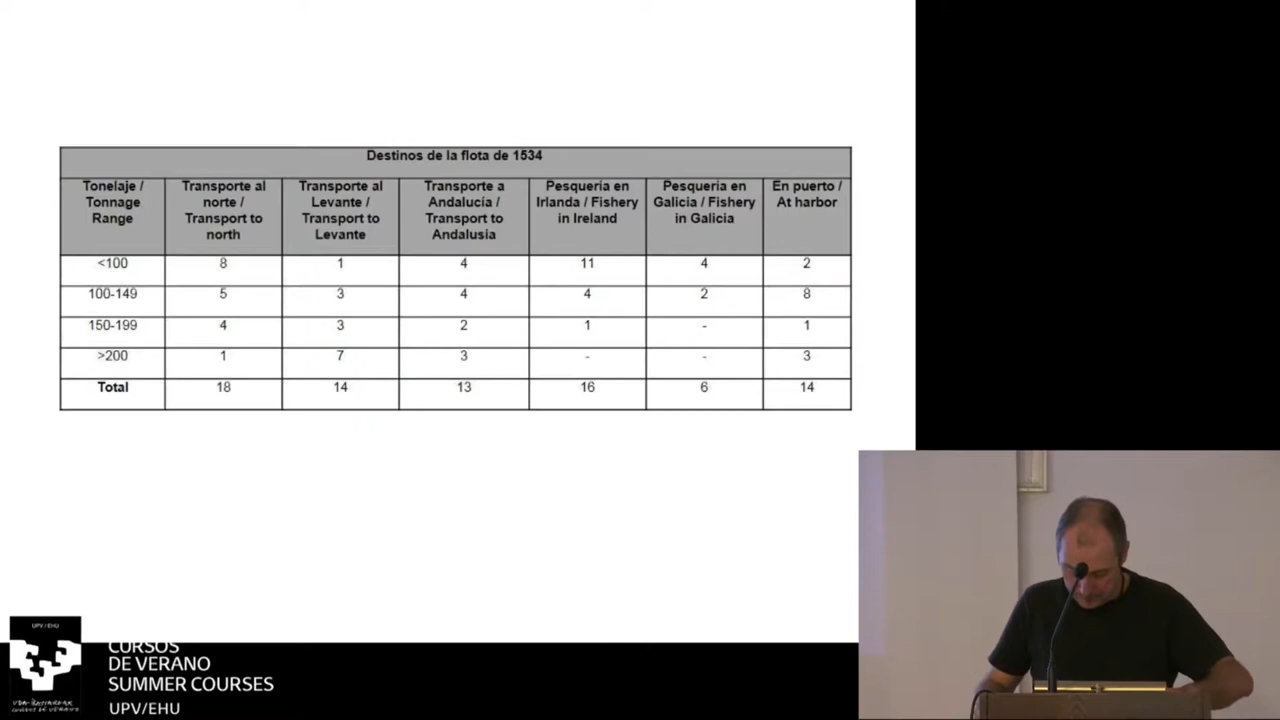 Destinos de la flota de 1534
Tonelaje /
Tonnage
Range
Transporte al
norte /
Transport to
north
Transporte al
Levante /
Transport to
Levante
Transporte a
Andalucía /
Transport to
Andalusia
Pesquería en
Irlanda / Fishery
in Ireland
Pesquería en
Galicia / Fishery
in Galicia
En puerto /
At harbor
<100 8 1 4 11 4 2
100-149 5 3 4 4 2 8
150-199 4 3 2 1 - 1
>200 1 7 3 - - 3
Total 18 14 13 16 6 14
UPV/EHU
CURSOS
DE VERANO
SUMMER COURSES
UPV/EHU